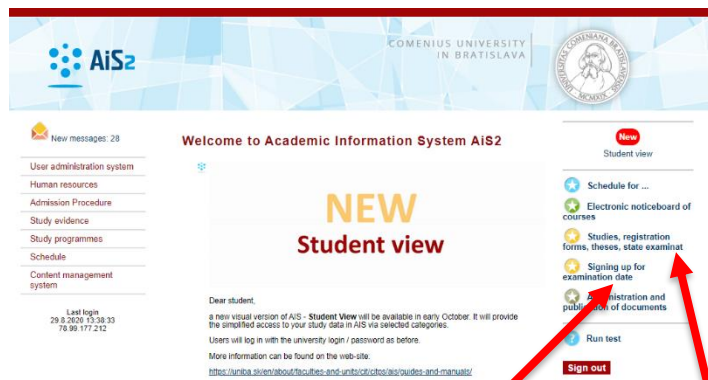 AiS2
COMENIUS UNIVERSITY
IN BRATISLAVA
New messages: 28
User administration system
Human resources
Admission Procedure
Study evidence
Study programmes
Schedule
Content management
system
Last login
29.8.2020 13:38:33
78.99.177.212
Welcome to Academic Information System AiS2
NEW
Student view
Dear student,
a new visual version of AIS - Student View will be available in early October. It will provide
the simplified access to your study data in AIS via selected categories.
Users will log in with the university login / password as before.
More information can be found on the web-site:
https://uniba.sk/en/about/faculties-and-units/cit/citps/ais/guides-and-manuals/
New
Student view
Schedule for ...
Electronic noticeboard of
courses
Studies, registration
forms, theses, state examinat
Signing up for
examination date
and
of documents
Run test
Sign out